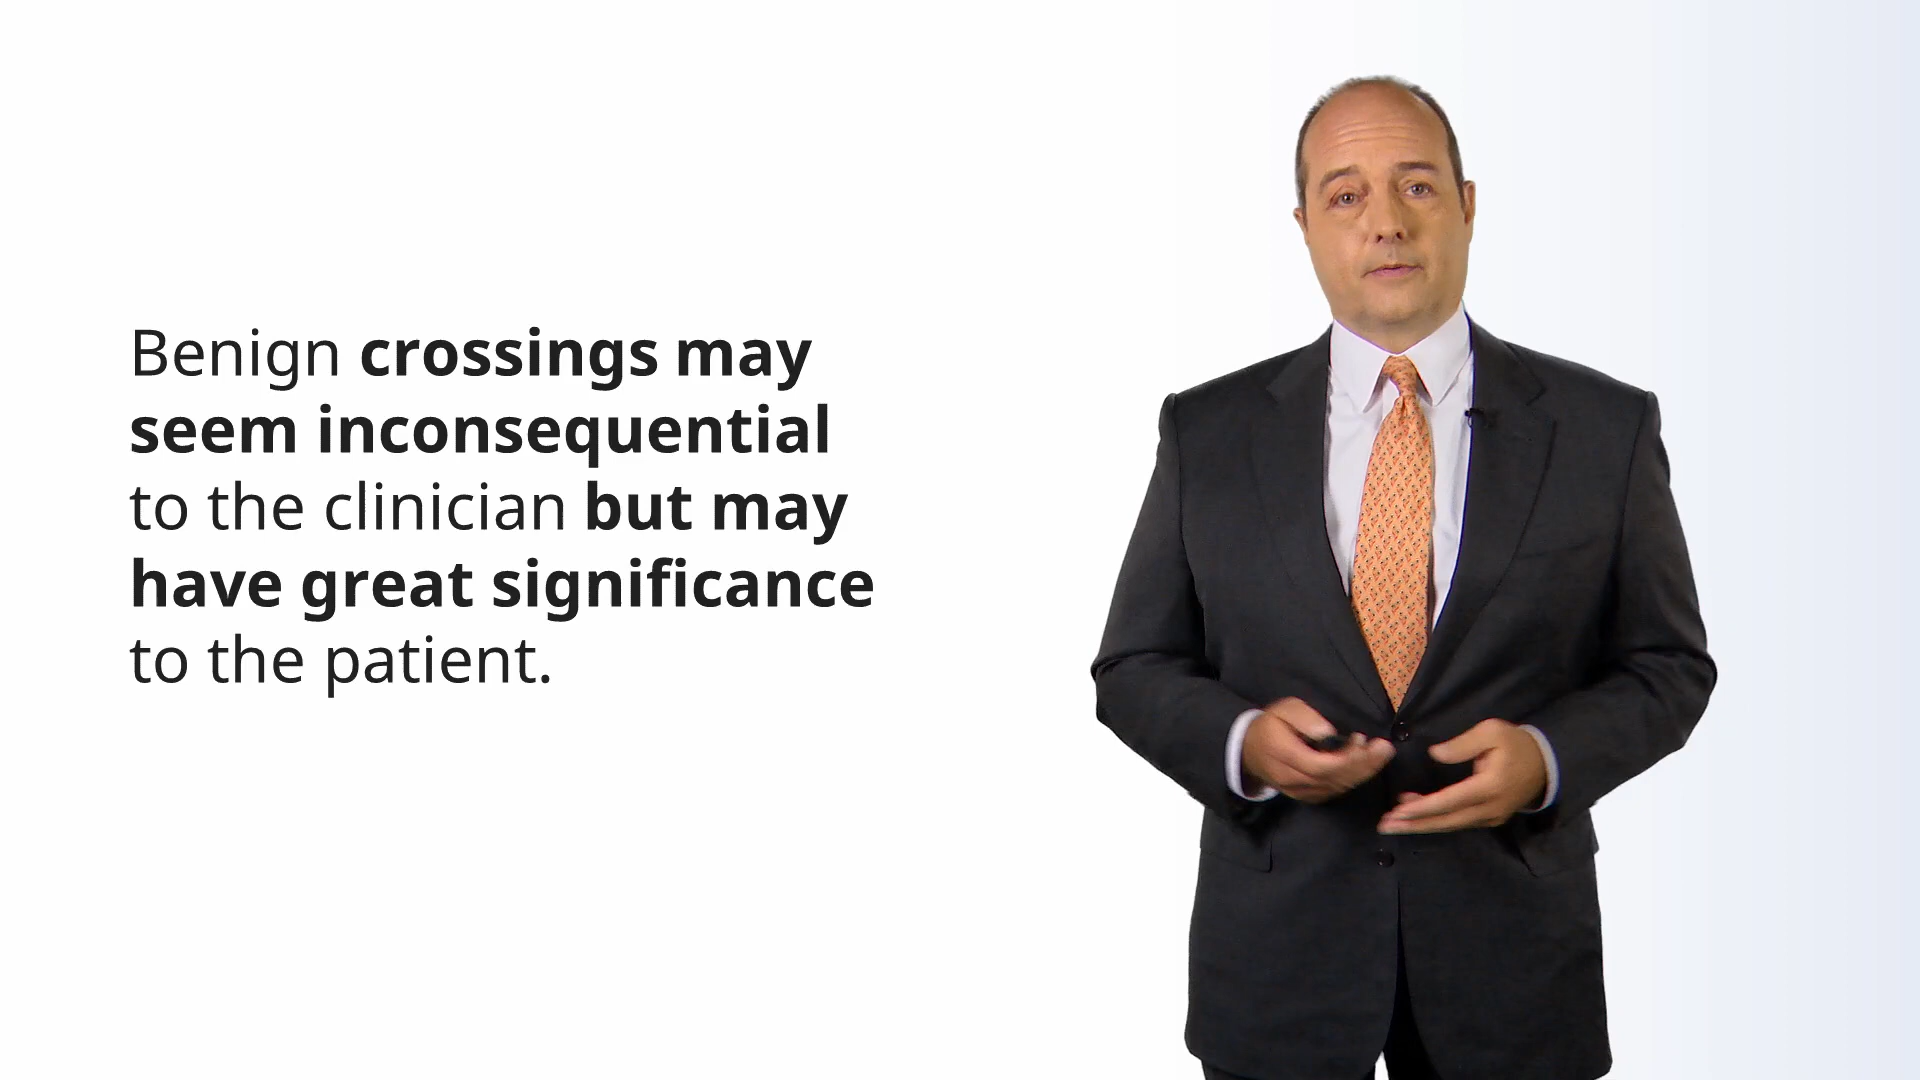 Benign crossings may
seem inconsequential
to the clinician but may
have great significance
to the patient.